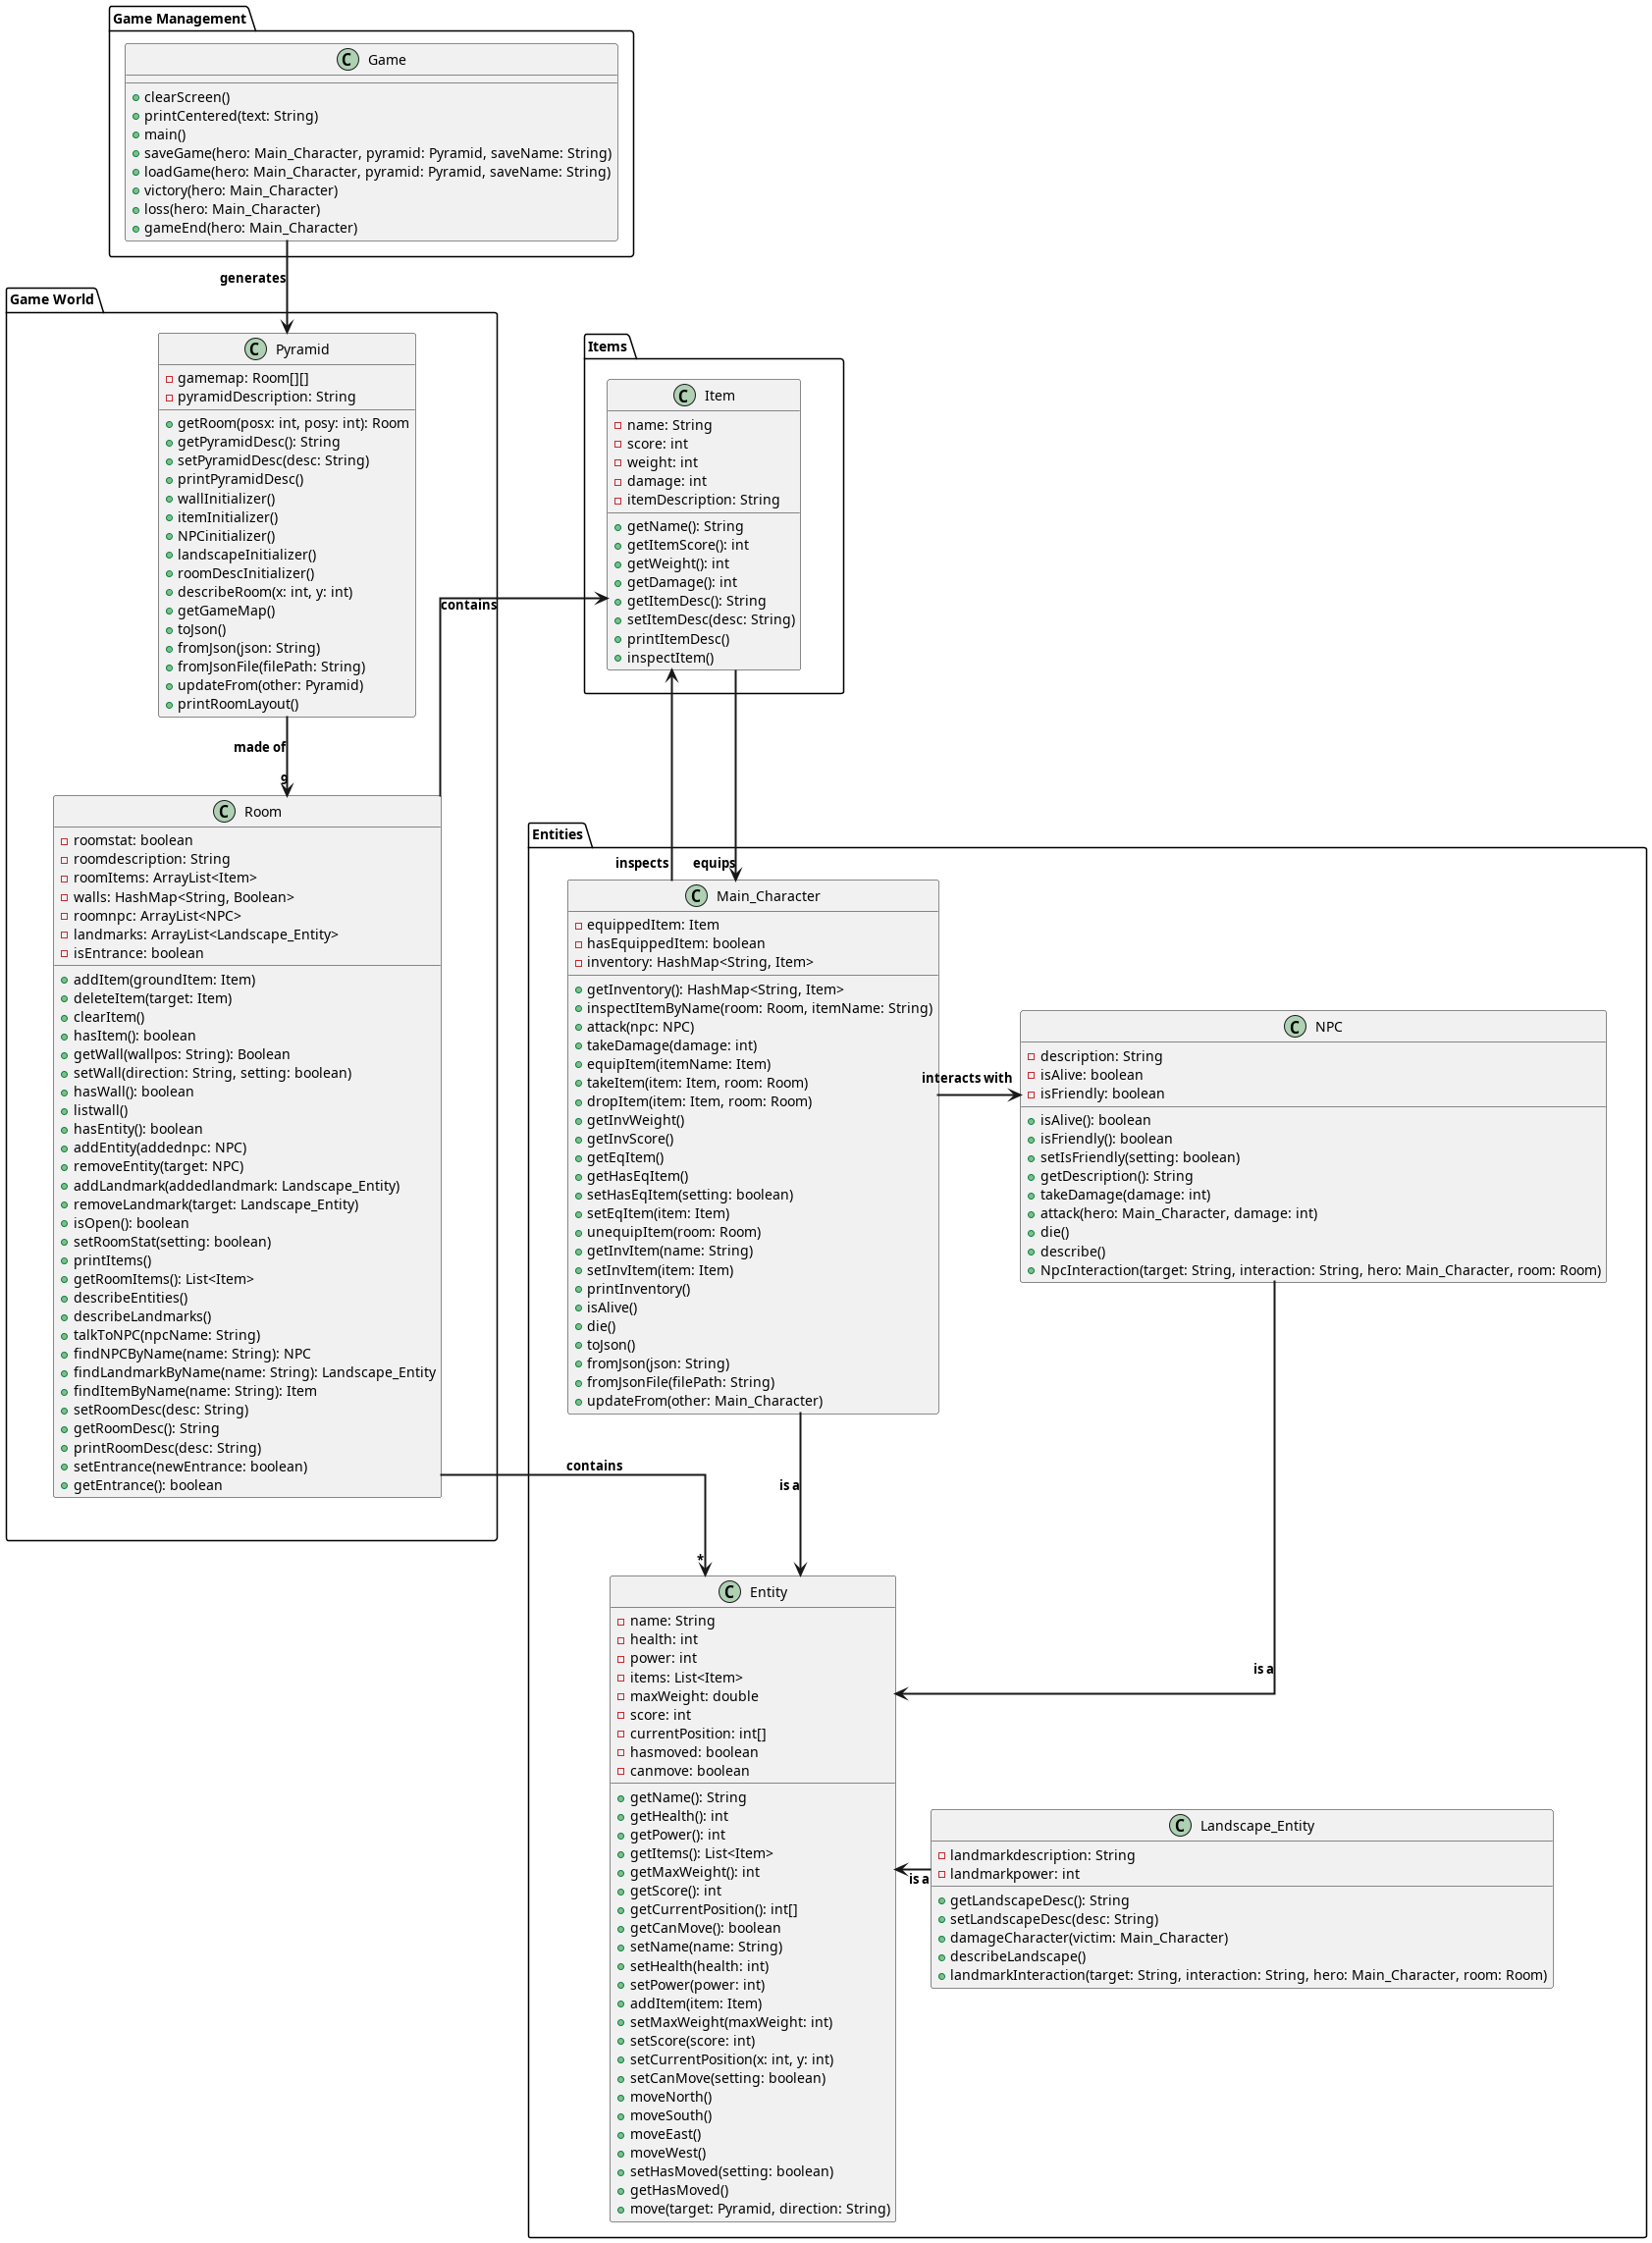 Game Management
C Game
clearScreen()
printCentered(text: String)
main()
saveGame(hero: Main_Character, pyramid: Pyramid, saveName: String)
loadGame(hero: Main_Character, pyramid: Pyramid, saveName: String)
victory(hero: Main_Character)
loss(hero: Main_Character)
gameEnd(hero: Main_Character)
generates
Game World
C Pyramid
gamemap: Room[][]
pyramidDescription: String
getRoom(posx: int, posy: int): Room
getPyramidDesc(): String
setPyramidDesc(desc: String)
printPyramidDesc()
wallInitializer()
itemInitializer()
NPCinitializer()
landscapeInitializer()
roomDescInitializer()
describeRoom(x: int, y: int)
getGameMap()
toJson()
fromJson(json: String)
fromJsonFile(filePath: String)
updateFrom(other: Pyramid)
printRoomLayout()
made of
9
Items
C Item
name: String
score: int
weight: int
damage: int
itemDescription: String
getName(): String
getItemScore(): int
getWeight(): int
getDamage(): int
getItemDesc(): String
setItemDesc(desc: String)
printItemDesc()
inspectItem()
contains
C Room
roomstat: boolean
roomdescription: String
roomItems: ArrayList<Item>
walls: HashMap<String, Boolean>
roomnpc: ArrayList<NPC>
landmarks: ArrayList<Landscape_Entity>
isEntrance: boolean
addItem(groundItem: Item)
deleteItem(target: Item)
clearItem()
hasItem(): boolean
getWall(wallpos: String): Boolean
setWall(direction: String, setting: boolean)
hasWall(): boolean
listwall()
hasEntity(): boolean
addEntity(addednpc: NPC)
removeEntity(target: NPC)
addLandmark(addedlandmark: Landscape_Entity)
removeLandmark(target: Landscape_Entity)
isOpen(): boolean
setRoomStat(setting: boolean)
printItems()
getRoomItems(): List<Item>
describeEntities()
describeLandmarks()
talkToNPC(npcName: String)
findNPCByName(name: String): NPC
findLandmarkByName(name: String): Landscape_Entity
findItemByName(name: String): Item
setRoomDesc(desc: String)
getRoomDesc(): String
printRoomDesc(desc: String)
setEntrance(newEntrance: boolean)
getEntrance(): boolean
Entities
inspects
equips
C Main_Character
equippedItem: Item
hasEquippedItem: boolean
inventory: HashMap<String, Item>
getInventory(): HashMap<String, Item>
inspectItemByName(room: Room, itemName: String)
attack(npc: NPC)
takeDamage(damage: int)
equipItem(itemName: Item)
takeItem(item: Item, room: Room)
dropItem(item: Item, room: Room)
getInvWeight()
getInvScore()
getEqItem()
getHasEqItem()
setHasEqItem(setting: boolean)
setEqItem(item: Item)
unequipItem(room: Room)
getInvItem(name: String)
setInvItem(item: Item)
printInventory()
isAlive()
die()
toJson()
fromJson(json: String)
fromJsonFile(filePath: String)
updateFrom(other: Main_Character)
interacts with
C NPC
description: String
isAlive: boolean
isFriendly: boolean
isAlive(): boolean
isFriendly(): boolean
setIsFriendly(setting: boolean)
getDescription(): String
takeDamage(damage: int)
attack(hero: Main_Character, damage: int)
die()
describe()
NpcInteraction(target: String, interaction: String, hero: Main_Character, room: Room)
contains
*
is a
is a
C Entity
name: String
health: int
power: int
items: List<Item>
maxWeight: double
score: int
currentPosition: int[]
hasmoved: boolean
canmove: boolean
getName(): String
getHealth(): int
getPower(): int
getItems(): List<Item>
getMaxWeight(): int
getScore(): int
getCurrentPosition(): int[]
getCanMove(): boolean
setName(name: String)
setHealth(health: int)
setPower(power: int)
addItem(item: Item)
setMaxWeight(maxWeight: int)
setScore(score: int)
setCurrentPosition(x: int, y: int)
setCanMove(setting: boolean)
moveNorth()
moveSouth()
moveEast()
moveWest()
setHasMoved(setting: boolean)
getHasMoved()
move(target: Pyramid, direction: String)
is a
C Landscape_Entity
landmarkdescription: String
landmarkpower: int
getLandscapeDesc(): String
setLandscapeDesc(desc: String)
damageCharacter(victim: Main_Character)
describeLandscape()
landmarkInteraction(target: String, interaction: String, hero: Main_Character, room: Room)